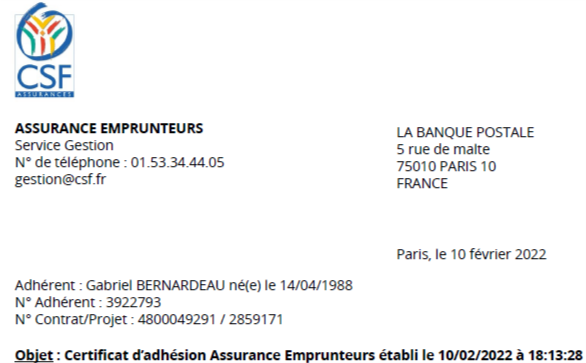 CSF
ASSURANCES
ASSURANCE EMPRUNTEURS
Service Gestion
N° de téléphone : 01.53.34.44.05
gestion@csf.fr
LA BANQUE POSTALE
5 rue de malte
75010 PARIS 10
FRANCE
Paris, le 10 février 2022
Adhérent : Gabriel BERNARDEAU né(e) le 14/04/1988
N° Adhérent : 3922793
N° Contrat/Projet : 4800049291 / 2859171
Objet : Certificat d'adhésion Assurance Emprunteurs établi le 10/02/2022 à 18:13:28